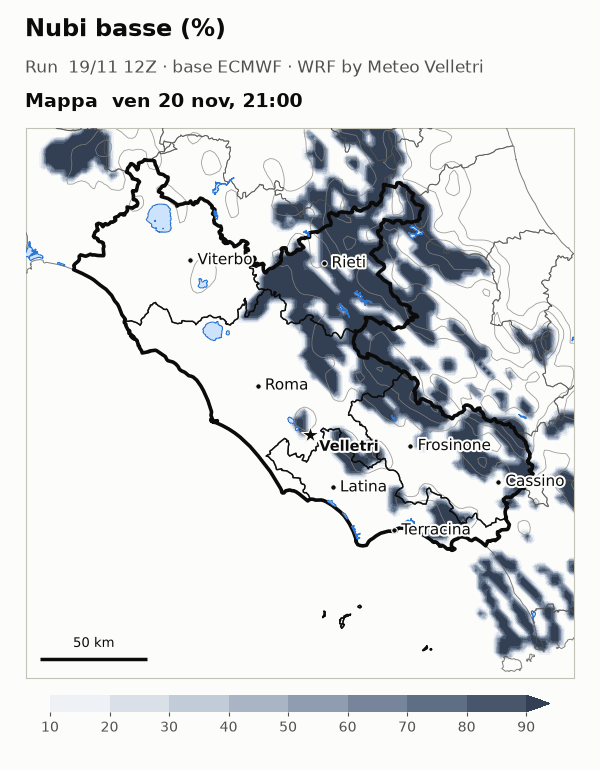 Nubi basse (%)
Run 19/11 12Z · base ECMWF · WRF by Meteo Velletri
Mappa ven 20 nov, 21:00
Viterbo
Rieti
Roma
Velletri
Frosinone
Cassino
Latina
Terracina
50 km
10 20 30 40 50 60 70 80 90